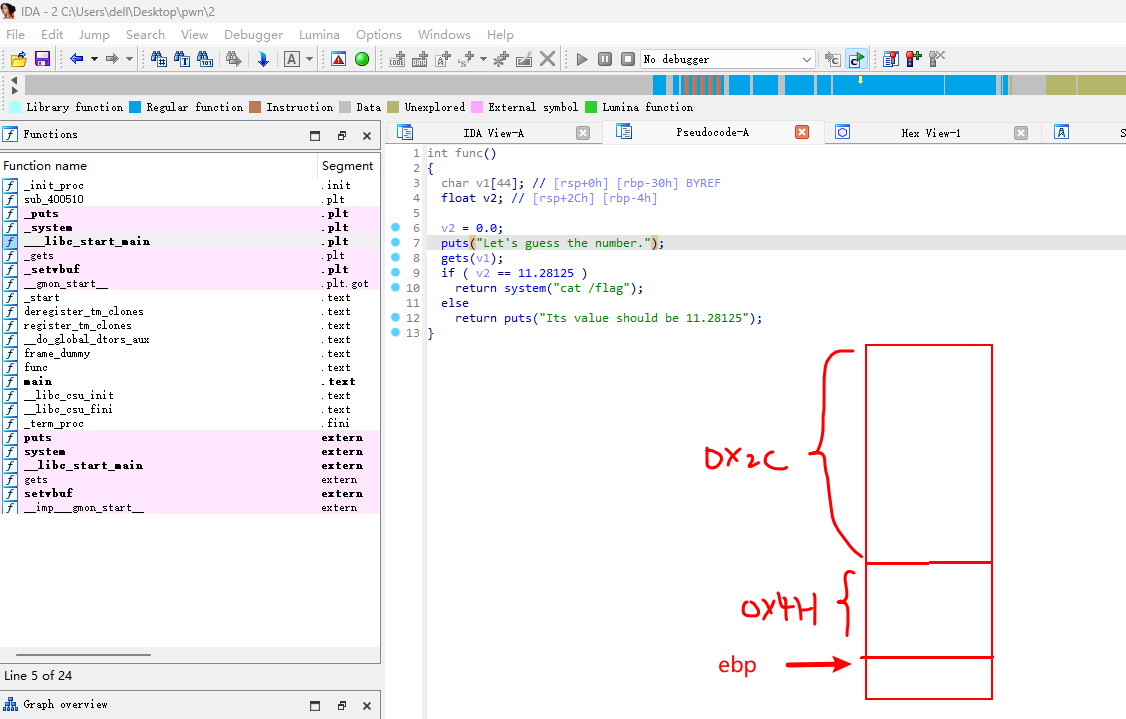 IDA - 2 C:\Users\dell\Desktop\pwn\2
File Edit Jump Search View Debugger Lumina Options Windows Help
No debugger
Library function Regular function Instruction Data Unexplored External symbol Lumina function
Functions
Function name Segment
_init_proc .init
sub_400510 .plt
_puts .plt
_system .plt
___libc_start_main .plt
_gets .plt
_setvbuf .plt
__gmon_start__ .plt.got
_start .text
deregister_tm_clones .text
register_tm_clones .text
__do_global_dtors_aux .text
frame_dummy .text
func .text
main .text
__libc_csu_init .text
__libc_csu_fini .text
_term_proc .fini
puts extern
system extern
__libc_start_main extern
gets extern
setvbuf extern
__imp___gmon_start__ extern
Line 5 of 24
Graph overview
IDA View-A Pseudocode-A Hex View-1 S
1 int func()
2 {
3 char v1[44]; // [rsp+0h] [rbp-30h] BYREF
4 float v2; // [rsp+2Ch] [rbp-4h]
5
6 v2 = 0.0;
7 puts("Let's guess the number.");
8 gets(v1);
9 if ( v2 == 11.28125 )
10 return system("cat /flag");
11 else
12 return puts("Its value should be 11.28125");
13 }
0X2C
0X4H
ebp